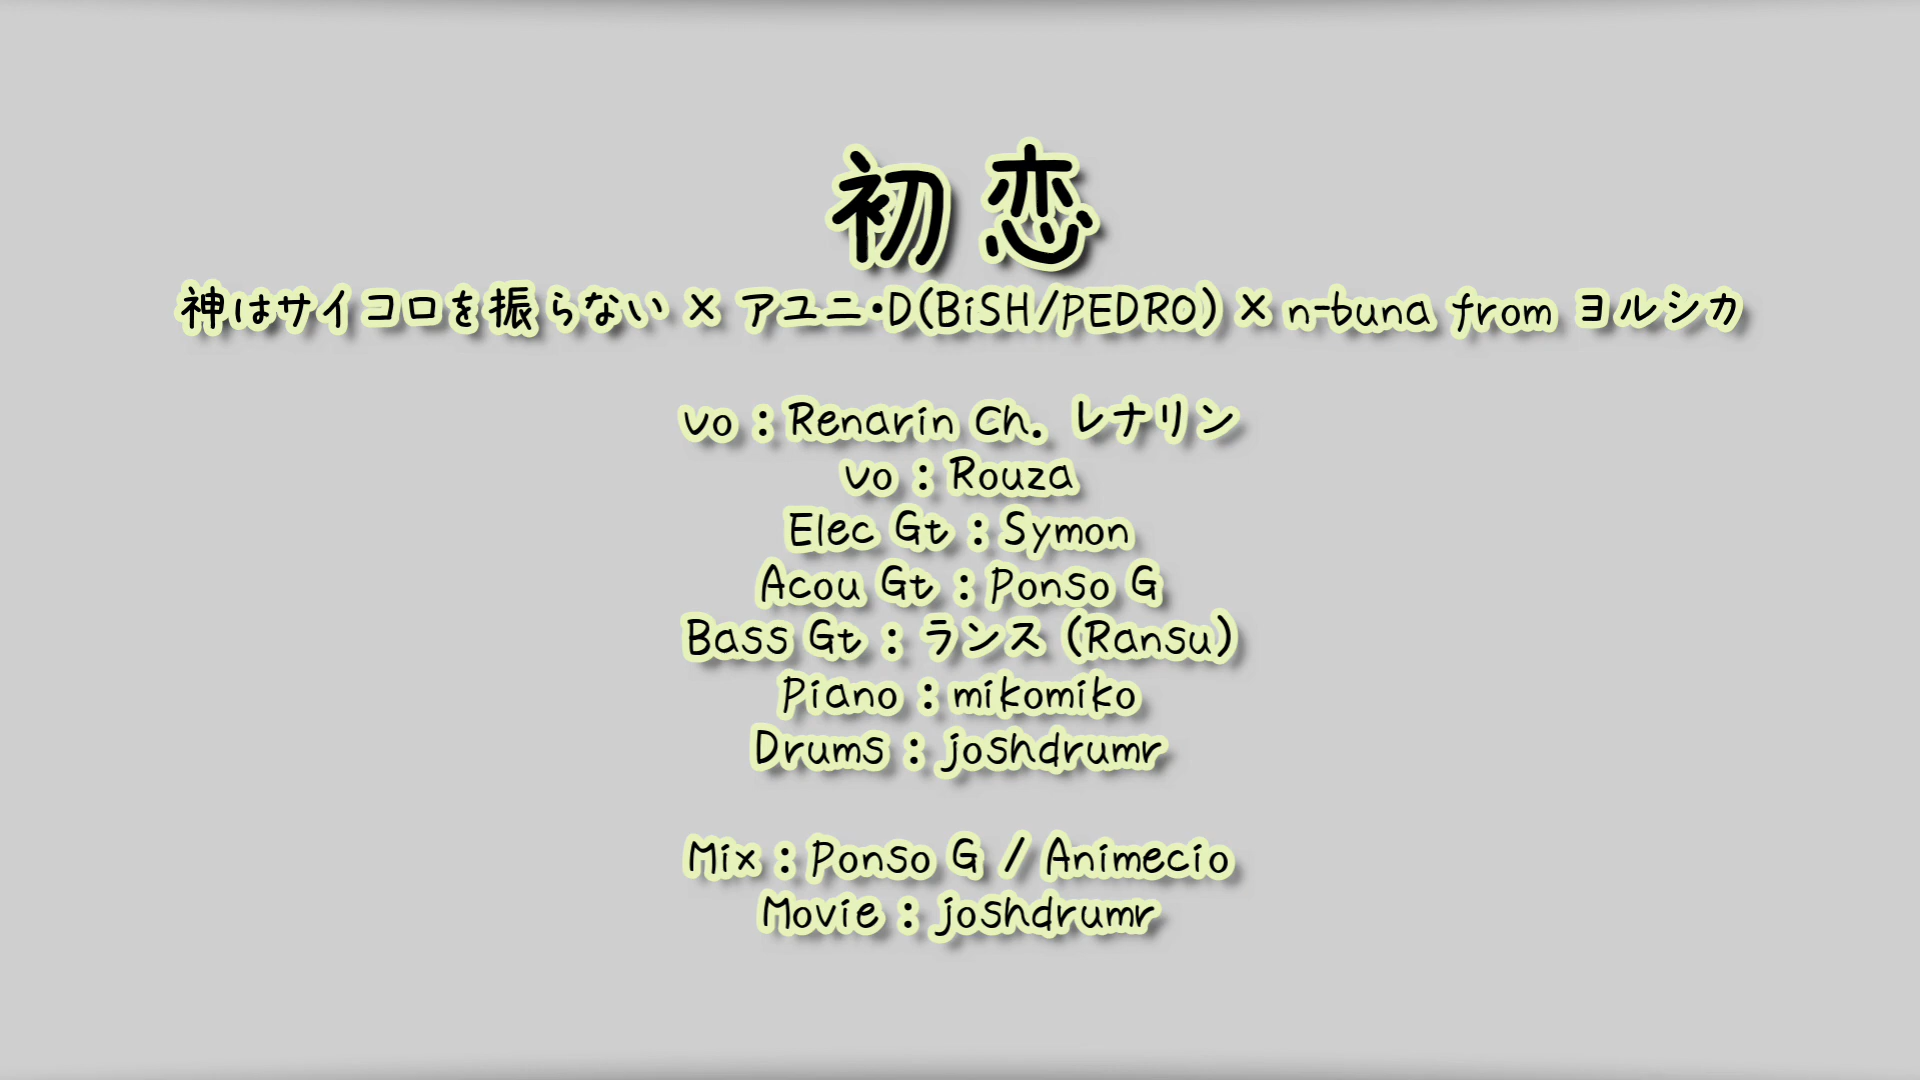 初恋
神はサイコロを振らない × アユニ・D(BiSH/PEDRO) × n-buna from ヨルシカ
vo : Renarin Ch. レナリン
vo : Rouza
Elec Gt : Symon
Acou Gt : Ponso G
Bass Gt : ランス (Ransu)
Piano : mikomiko
Drums : joshdrumr
Mix : Ponso G / Animecio
Movie : joshdrumr